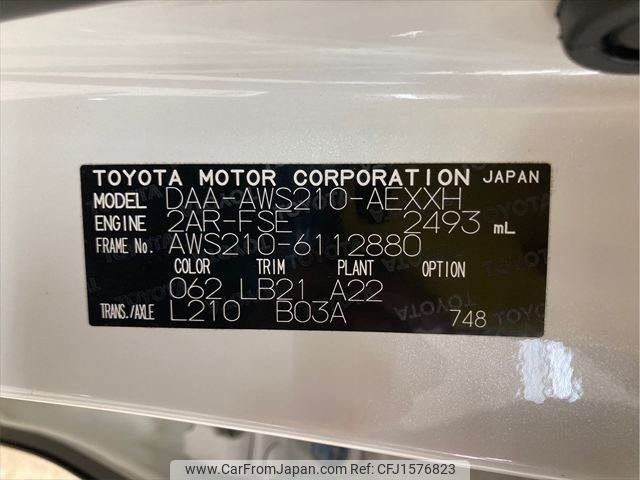 TOYOTA MOTOR CORPORATION JAPAN
MODEL DAA-AWS210-AEXXH
ENGINE 2AR-FSE 2493 mL
FRAME No. AWS210-6112880
COLOR TRIM PLANT OPTION
062 LB21 A22
TRANS./AXLE L210 B03A 748
www.CarFromJapan.com - Ref No: CFJ1576823